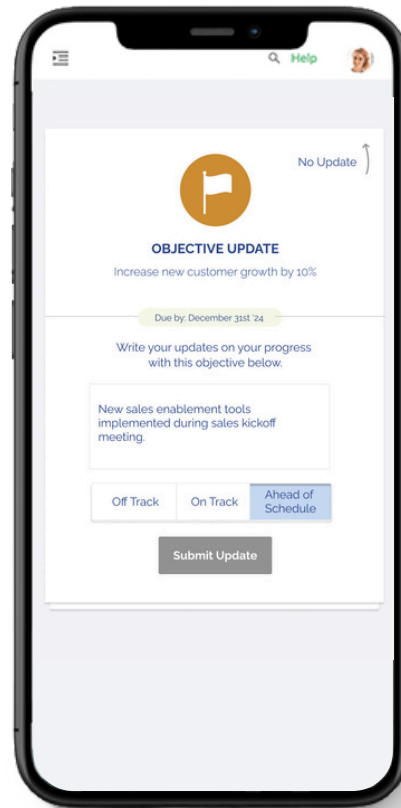 Help
No Update
OBJECTIVE UPDATE
Increase new customer growth by 10%
Due by: December 31st '24
Write your updates on your progress
with this objective below.
New sales enablement tools
implemented during sales kickoff
meeting.
Off Track
On Track
Ahead of
Schedule
Submit Update